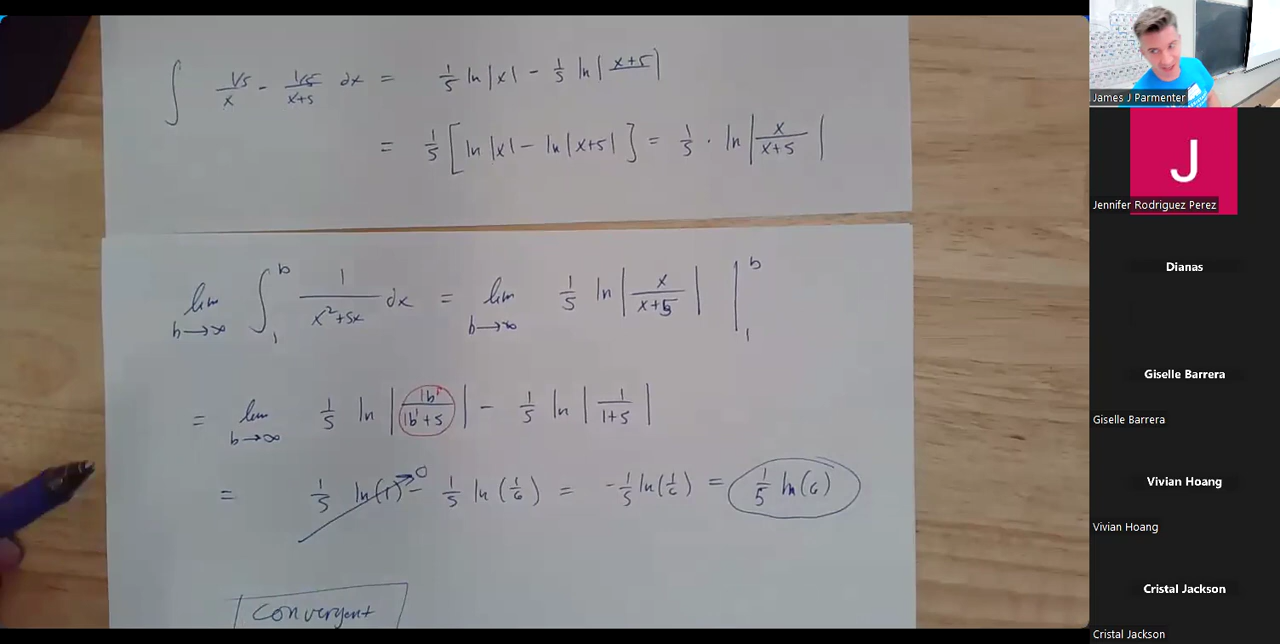 ∫ 1/5/x - 1/5/x+5 dx = 1/5 ln|x| - 1/5 ln|x+5|
= 1/5 [ln|x| - ln|x+5|] = 1/5 · ln|x/x+5|
lim b→∞ ∫₁ᵇ 1/x²+5x dx = lim b→∞ 1/5 ln|x/x+5| |₁ᵇ
= lim b→∞ 1/5 ln|1b¹/1b¹+5| - 1/5 ln|1/1+5|
= 1/5 ln(1)→0 - 1/5 ln(1/6) = -1/5 ln(1/6) = 1/5 ln(6)
Convergent
James J Parmenter
J
Jennifer Rodriguez Perez
Dianas
Giselle Barrera
Giselle Barrera
Vivian Hoang
Vivian Hoang
Cristal Jackson
Cristal Jackson